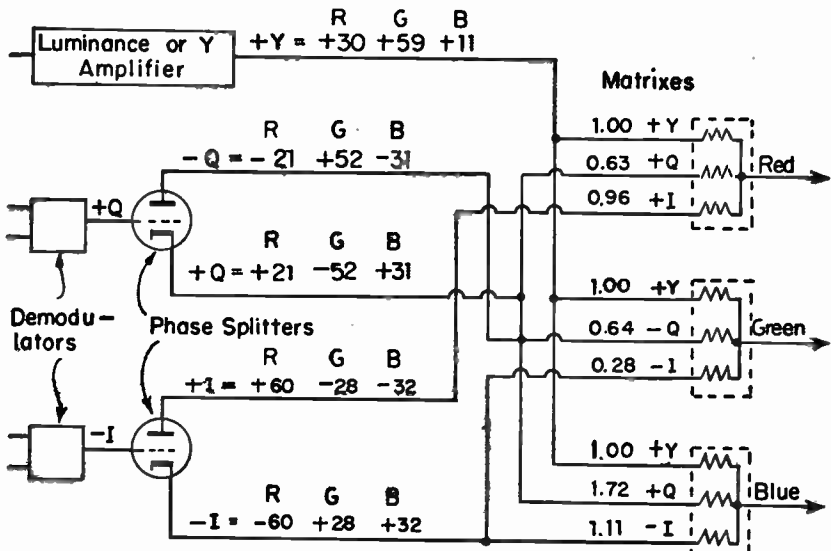 R G B
Luminance or Y
Amplifier
+Y = +30 +59 +11
Matrixes
1.00 +Y
0.63 +Q
0.96 +I
Red
R G B
-Q = -21 +52 -31
+Q
R G B
+Q = +21 -52 +31
Demodu-
lators
Phase Splitters
1.00 +Y
0.64 -Q
0.28 -I
Green
R G B
+I = +60 -28 -32
-I
R G B
-I = -60 +28 +32
1.00 +Y
1.72 +Q
1.11 -I
Blue